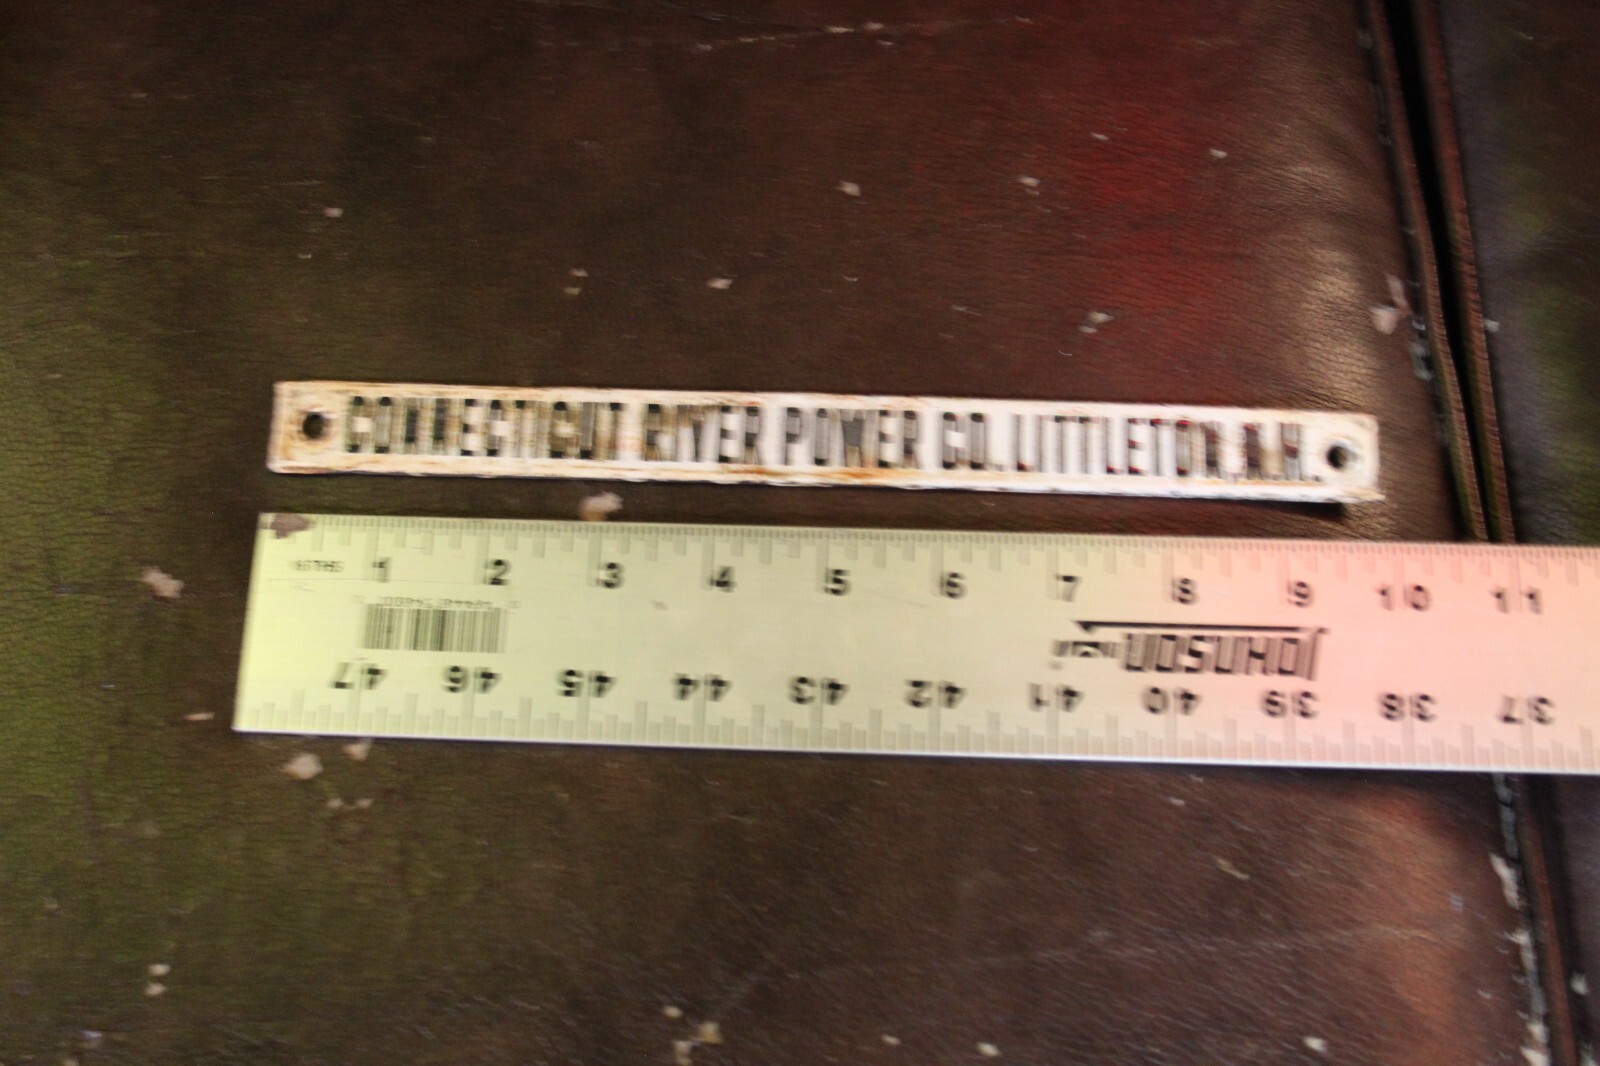 CONNECTICUT RIVER POWER CO. LITTLETON, N.H.
16THS 1 2 3 4 5 6 7 8 9 10 11
JOHNSON
47 46 45 44 43 42 41 40 39 38 37